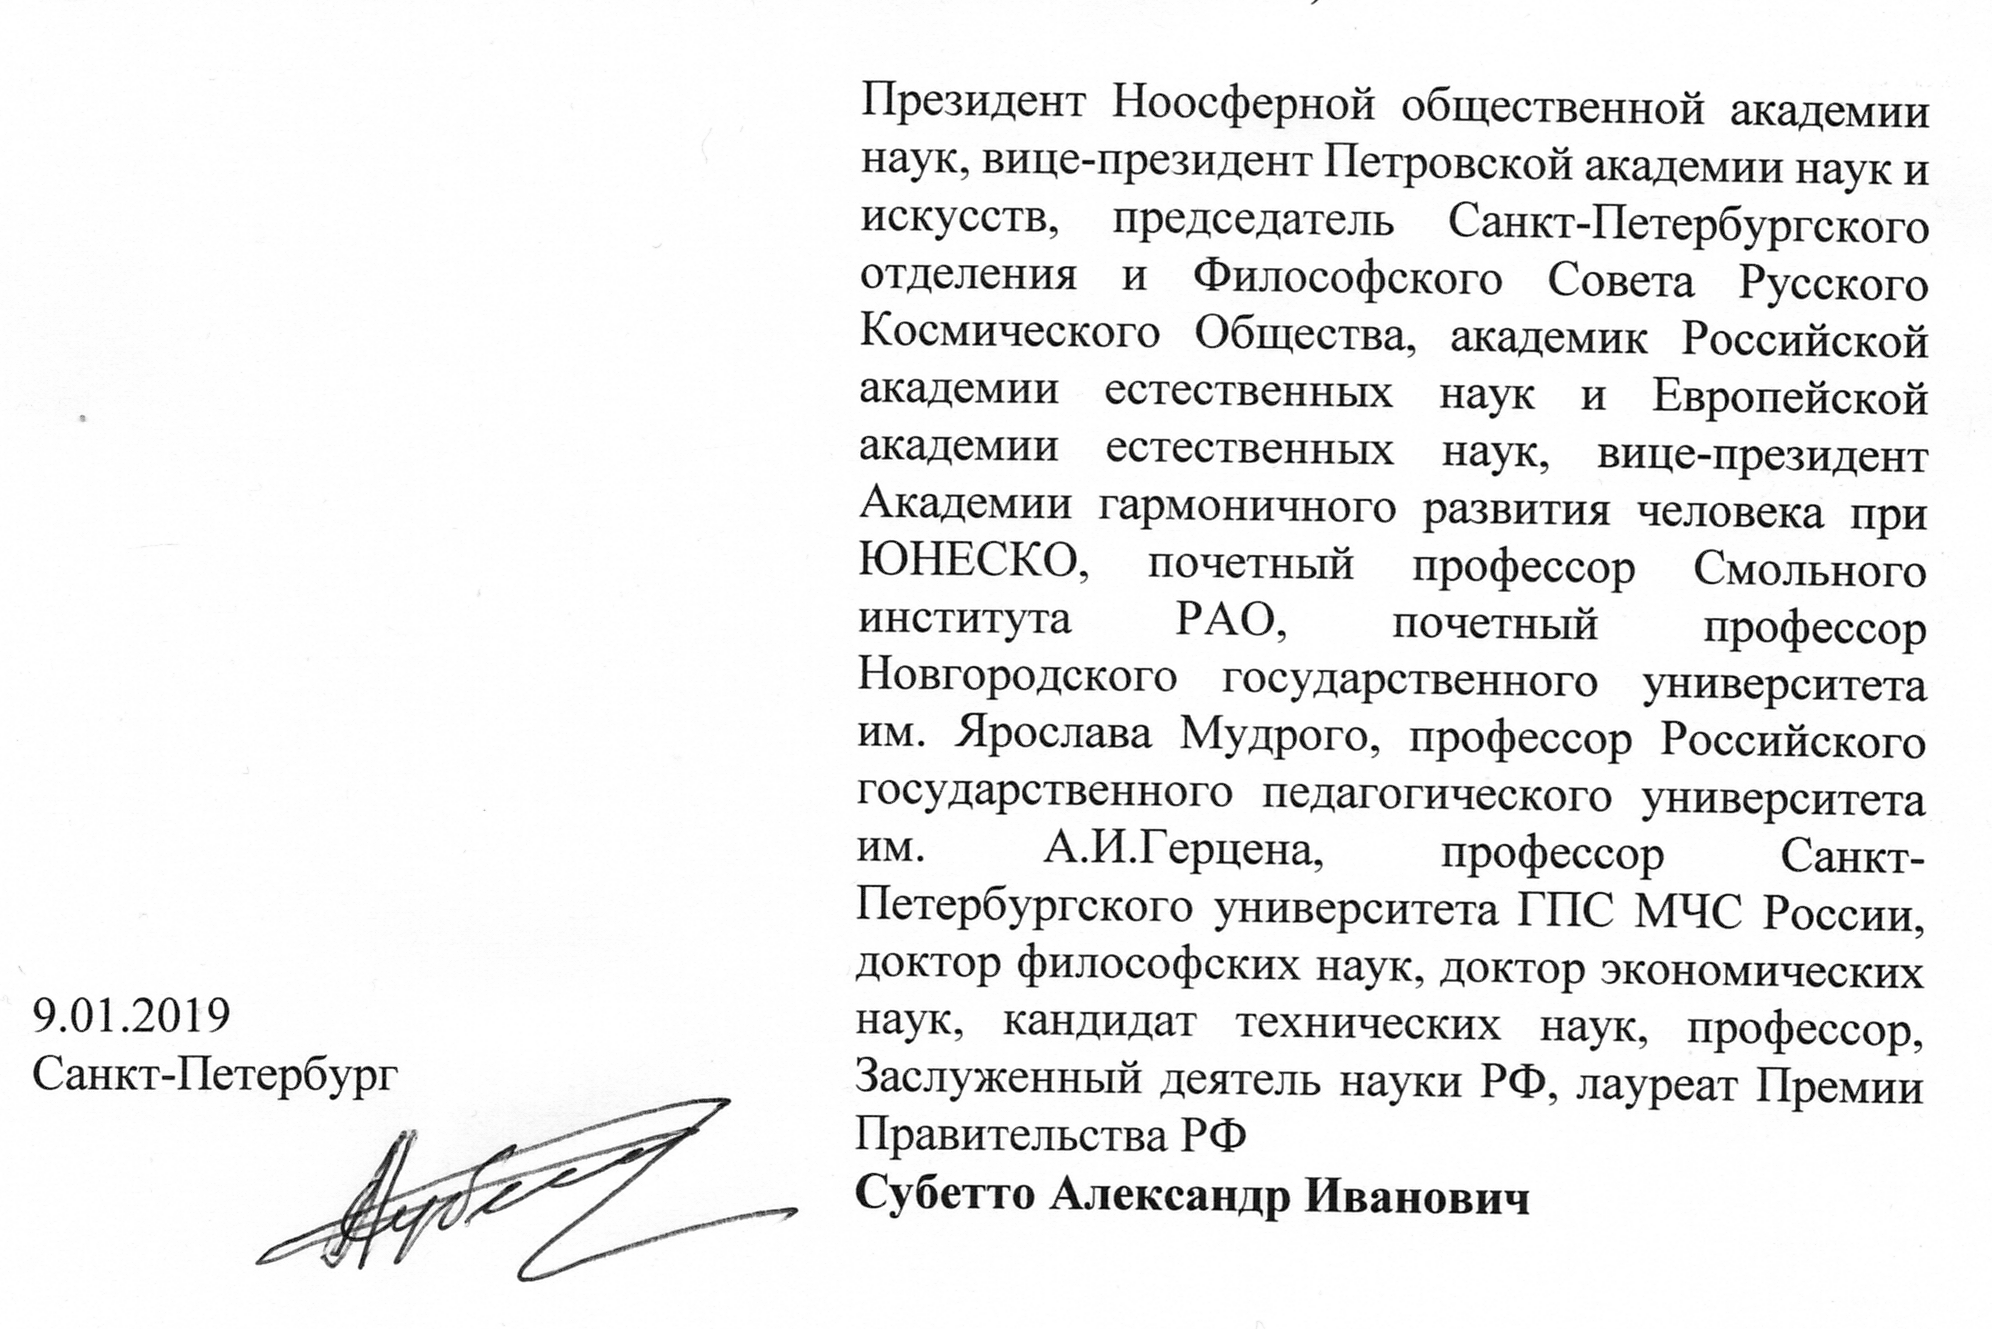 Президент Ноосферной общественной академии
наук, вице-президент Петровской академии наук и
искусств, председатель Санкт-Петербургского
отделения и Философского Совета Русского
Космического Общества, академик Российской
академии естественных наук и Европейской
академии естественных наук, вице-президент
Академии гармоничного развития человека при
ЮНЕСКО, почетный профессор Смольного
института РАО, почетный профессор
Новгородского государственного университета
им. Ярослава Мудрого, профессор Российского
государственного педагогического университета
им. А.И.Герцена, профессор Санкт-
Петербургского университета ГПС МЧС России,
доктор философских наук, доктор экономических
наук, кандидат технических наук, профессор,
Заслуженный деятель науки РФ, лауреат Премии
Правительства РФ
Субетто Александр Иванович
9.01.2019
Санкт-Петербург